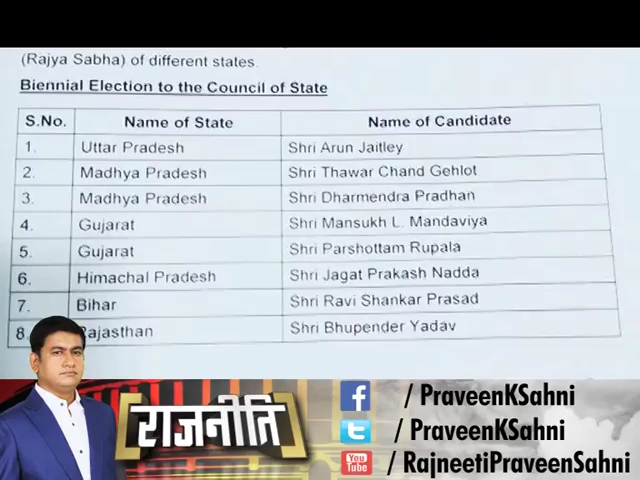 (Rajya Sabha) of different states.
Biennial Election to the Council of State
S.No. Name of State Name of Candidate
1. Uttar Pradesh Shri Arun Jaitley
2. Madhya Pradesh Shri Thawar Chand Gehlot
3. Madhya Pradesh Shri Dharmendra Pradhan
4. Gujarat Shri Mansukh L. Mandaviya
5. Gujarat Shri Parshottam Rupala
6. Himachal Pradesh Shri Jagat Prakash Nadda
7. Bihar Shri Ravi Shankar Prasad
8. Rajasthan Shri Bhupender Yadav
राजनीति
f / PraveenKSahni
/ PraveenKSahni
You Tube / RajneetiPraveenSahni